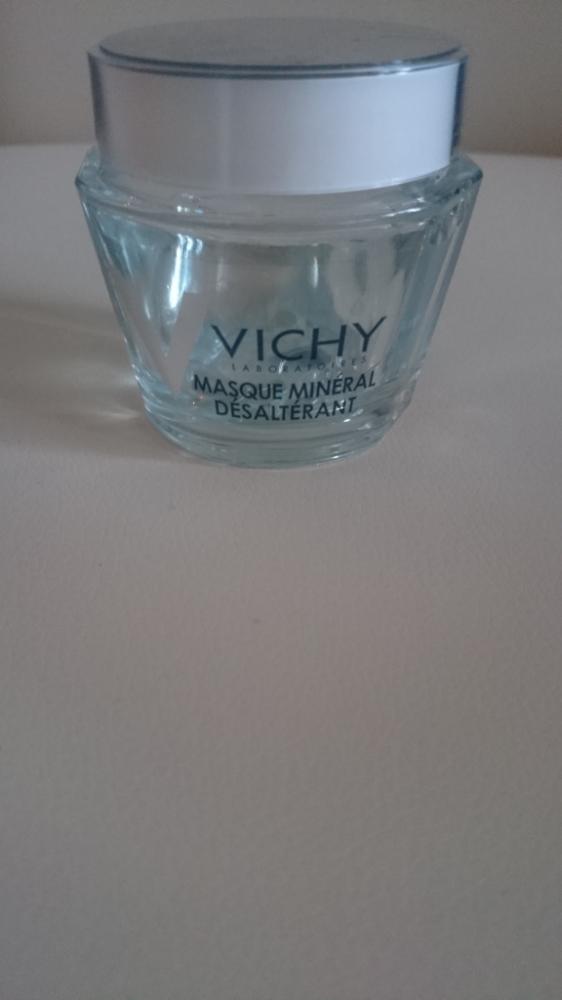 VICHY
LABORATOIRES
MASQUE MINÉRAL
DÉSALTÉRANT